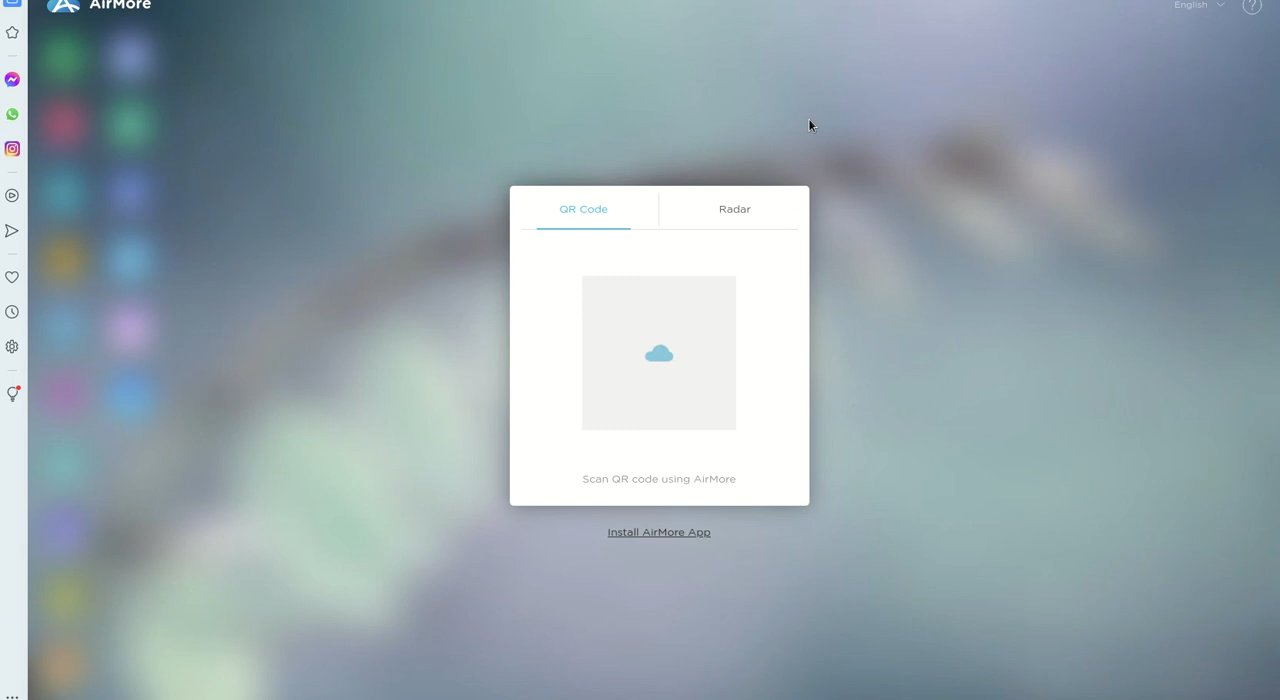 AirMore
English
?
QR Code
Radar
Scan QR code using AirMore
Install AirMore App